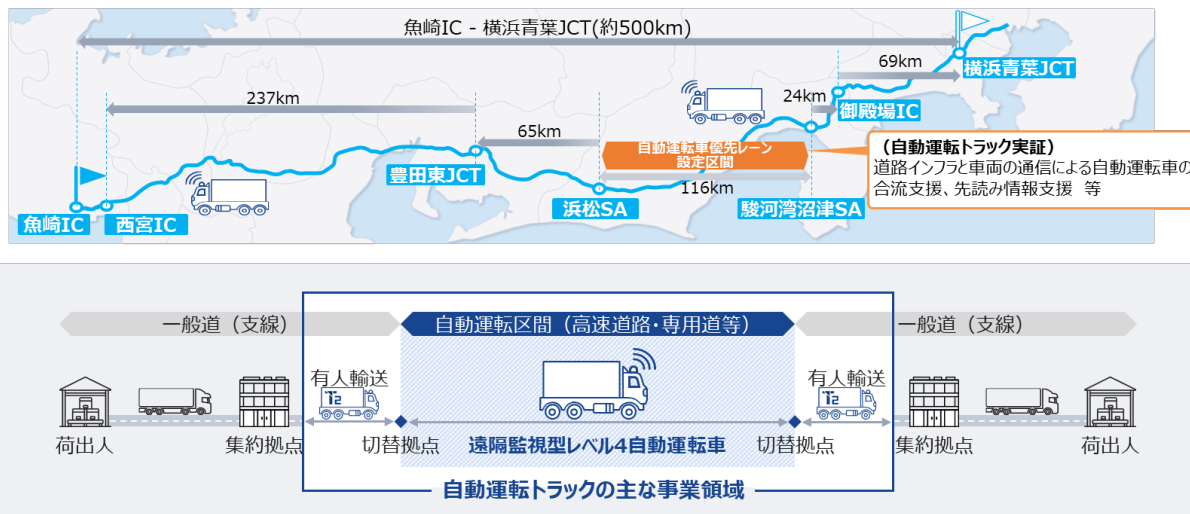 魚崎IC - 横浜青葉JCT(約500km)
69km
横浜青葉JCT
237km
24km
御殿場IC
65km
自動運転車優先レーン
設定区間
(自動運転トラック実証)
道路インフラと車両の通信による自動運転車の
合流支援、先読み情報支援 等
豊田東JCT
116km
浜松SA
駿河湾沼津SA
魚崎IC
西宮IC
一般道(支線)
自動運転区間(高速道路・専用道等)
一般道(支線)
有人輸送
有人輸送
T2
T2
荷出人
集約拠点
切替拠点
遠隔監視型レベル4自動運転車
切替拠点
集約拠点
荷出人
自動運転トラックの主な事業領域